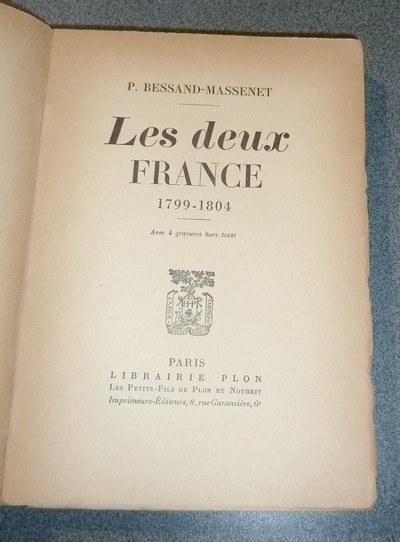 P. BESSAND-MASSENET
Les deux
FRANCE
1799-1804
Avec 4 gravures hors texte
H-P
PARIS
LIBRAIRIE PLON
LES PETITS-FILS DE PLON ET NOURRIT
Imprimeurs-Éditeurs, 8, rue Garancière, 6e